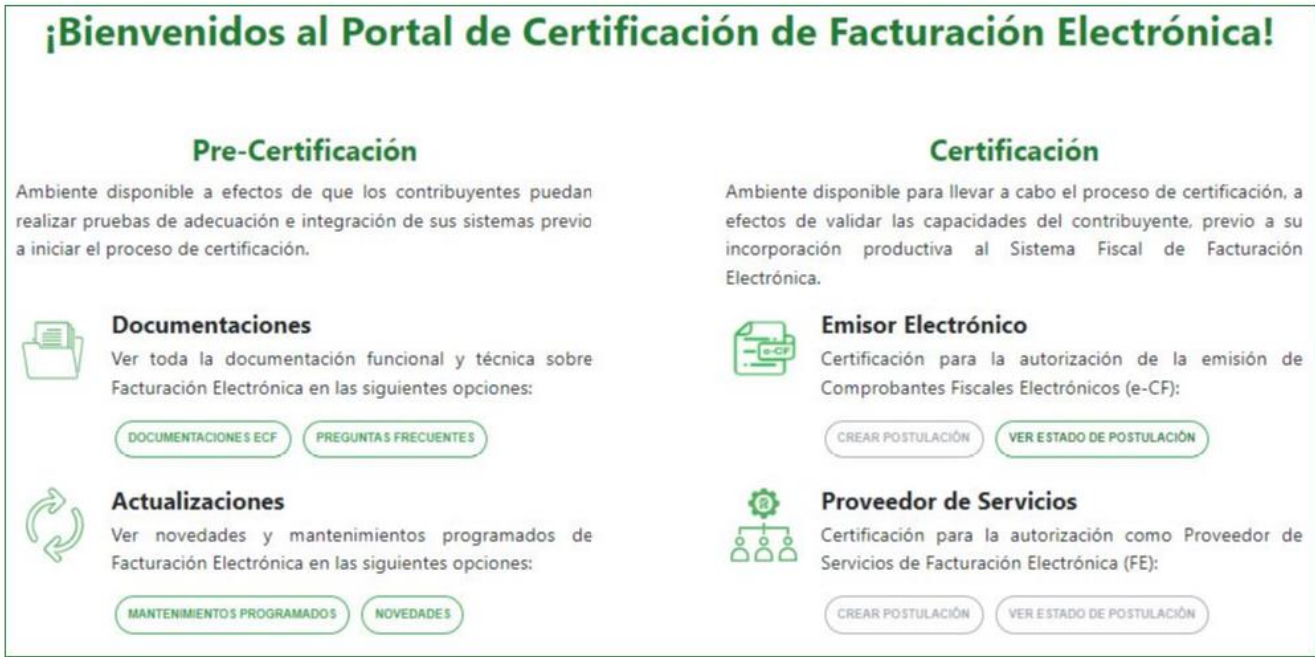 ¡Bienvenidos al Portal de Certificación de Facturación Electrónica!
Pre-Certificación
Ambiente disponible a efectos de que los contribuyentes puedan
realizar pruebas de adecuación e integración de sus sistemas previo
a iniciar el proceso de certificación.
Documentaciones
Ver toda la documentación funcional y técnica sobre
Facturación Electrónica en las siguientes opciones:
DOCUMENTACIONES ECF
PREGUNTAS FRECUENTES
Actualizaciones
Ver novedades y mantenimientos programados de
Facturación Electrónica en las siguientes opciones:
MANTENIMIENTOS PROGRAMADOS
NOVEDADES
Certificación
Ambiente disponible para llevar a cabo el proceso de certificación, a
efectos de validar las capacidades del contribuyente, previo a su
incorporación productiva al Sistema Fiscal de Facturación
Electrónica.
e-CF
Emisor Electrónico
Certificación para la autorización de la emisión de
Comprobantes Fiscales Electrónicos (e-CF):
CREAR POSTULACIÓN
VER ESTADO DE POSTULACIÓN
Proveedor de Servicios
Certificación para la autorización como Proveedor de
Servicios de Facturación Electrónica (FE):
CREAR POSTULACIÓN
VER ESTADO DE POSTULACIÓN